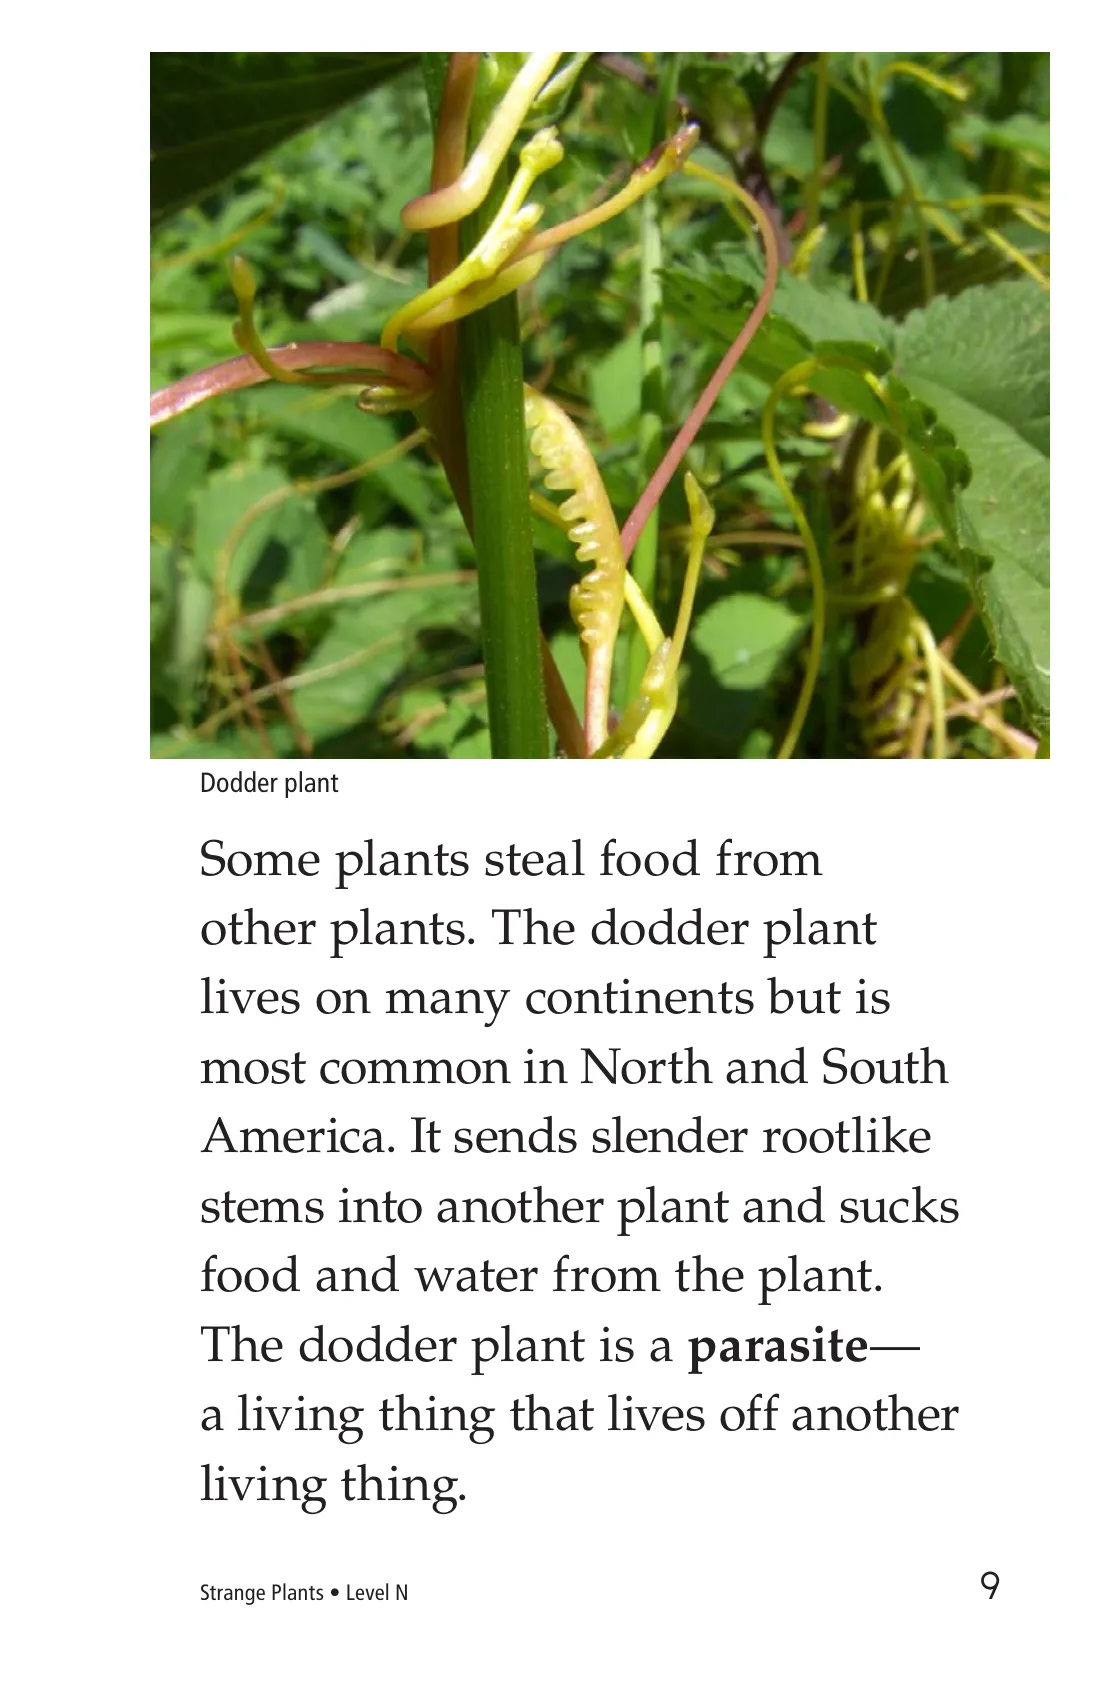 Dodder plant
Some plants steal food from
other plants. The dodder plant
lives on many continents but is
most common in North and South
America. It sends slender rootlike
stems into another plant and sucks
food and water from the plant.
The dodder plant is a parasite—
a living thing that lives off another
living thing.
Strange Plants • Level N
9